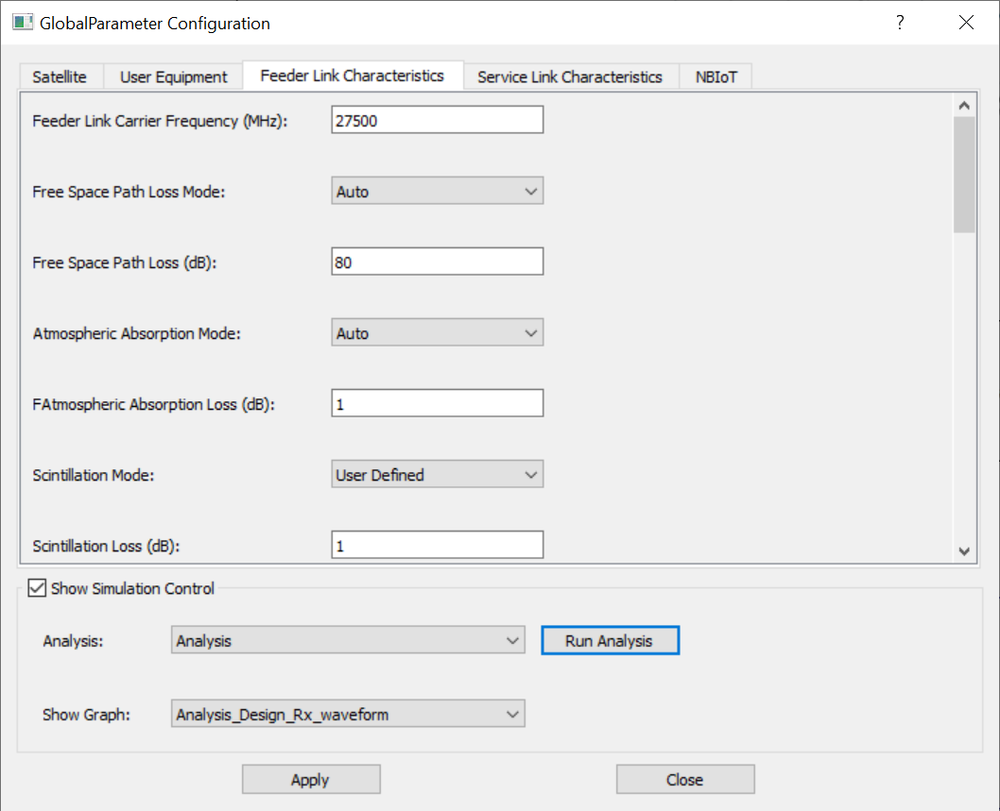 GlobalParameter Configuration ?
Satellite User Equipment Feeder Link Characteristics Service Link Characteristics NBIoT
Feeder Link Carrier Frequency (MHz): 27500
Free Space Path Loss Mode: Auto
Free Space Path Loss (dB): 80
Atmospheric Absorption Mode: Auto
FAtmospheric Absorption Loss (dB): 1
Scintillation Mode: User Defined
Scintillation Loss (dB): 1
Show Simulation Control
Analysis: Analysis Run Analysis
Show Graph: Analysis_Design_Rx_waveform
Apply Close